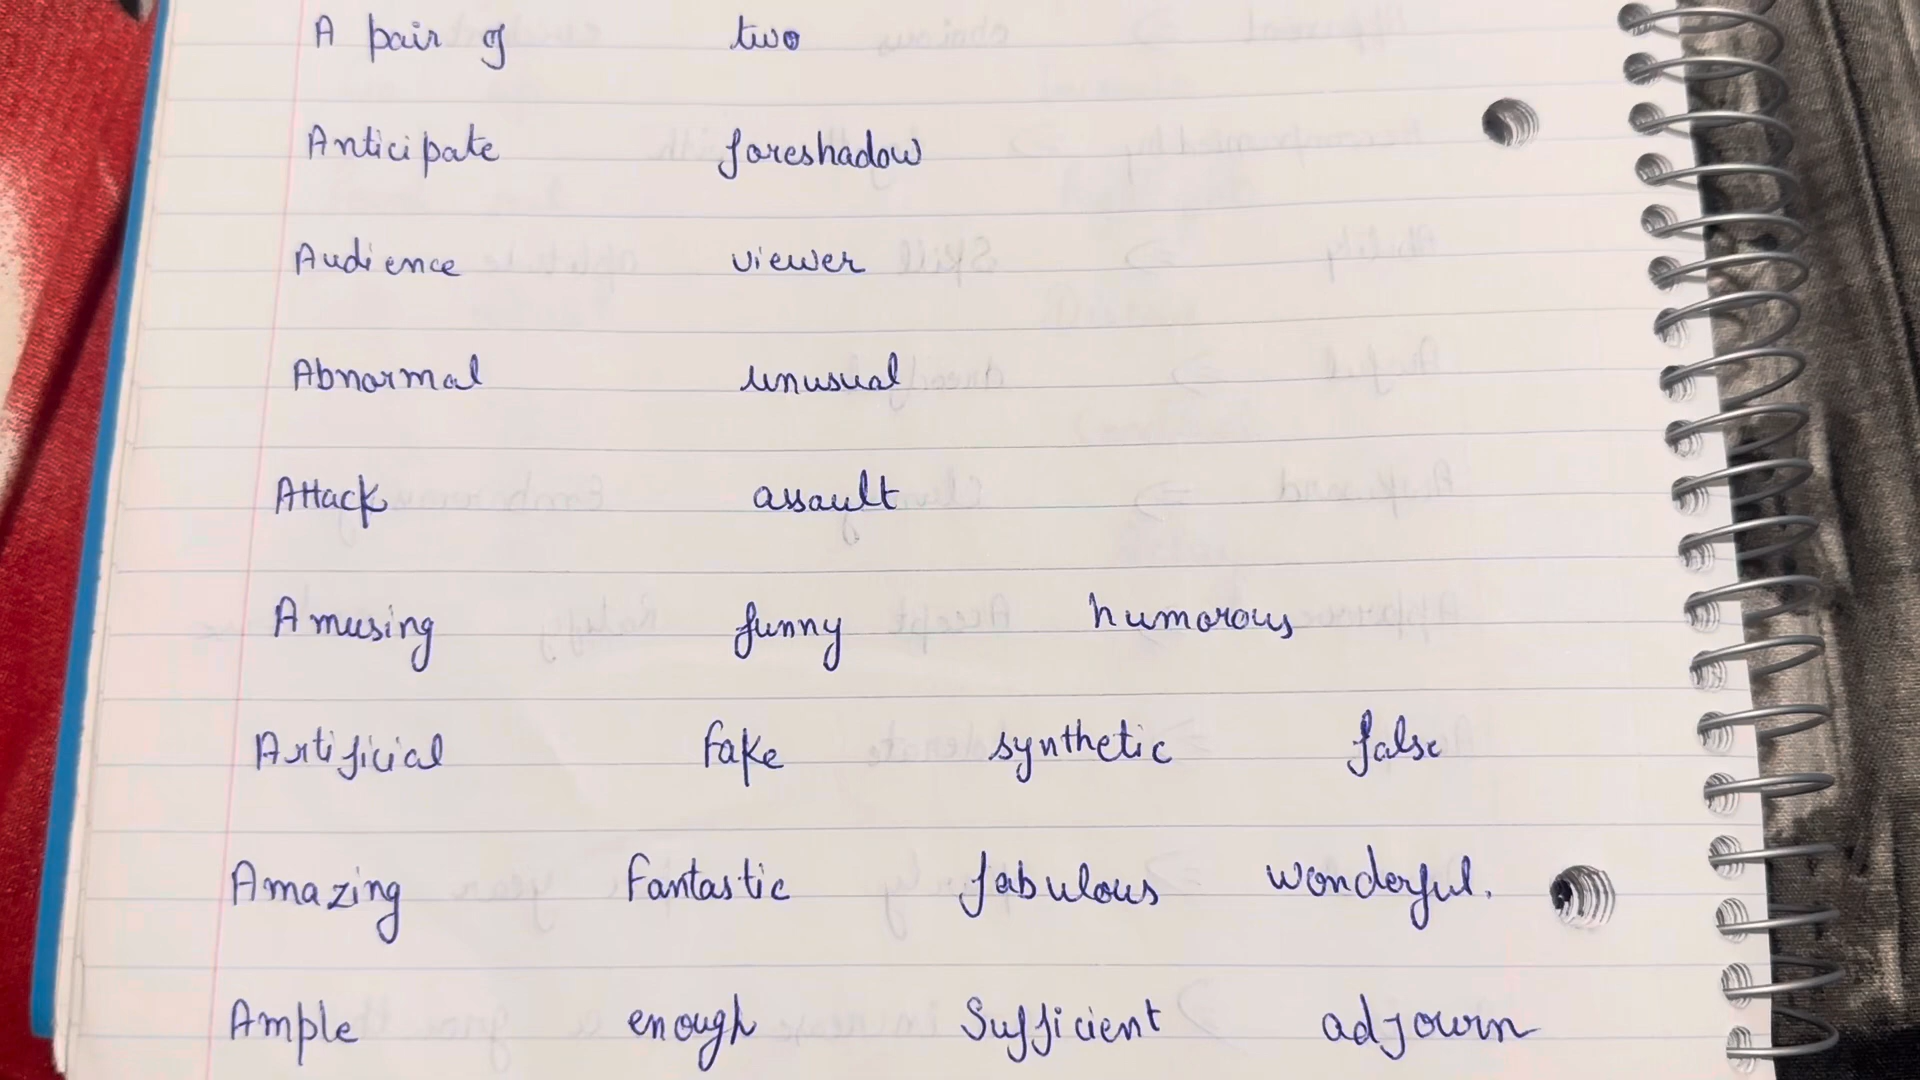 A pair of two
Anticipate foreshadow
Audience viewer
Abnormal unusual
Attack assault
Amusing funny humorous
Artificial Fake synthetic false
Amazing Fantastic fabulous wonderful.
Ample enough Sufficient adjourn